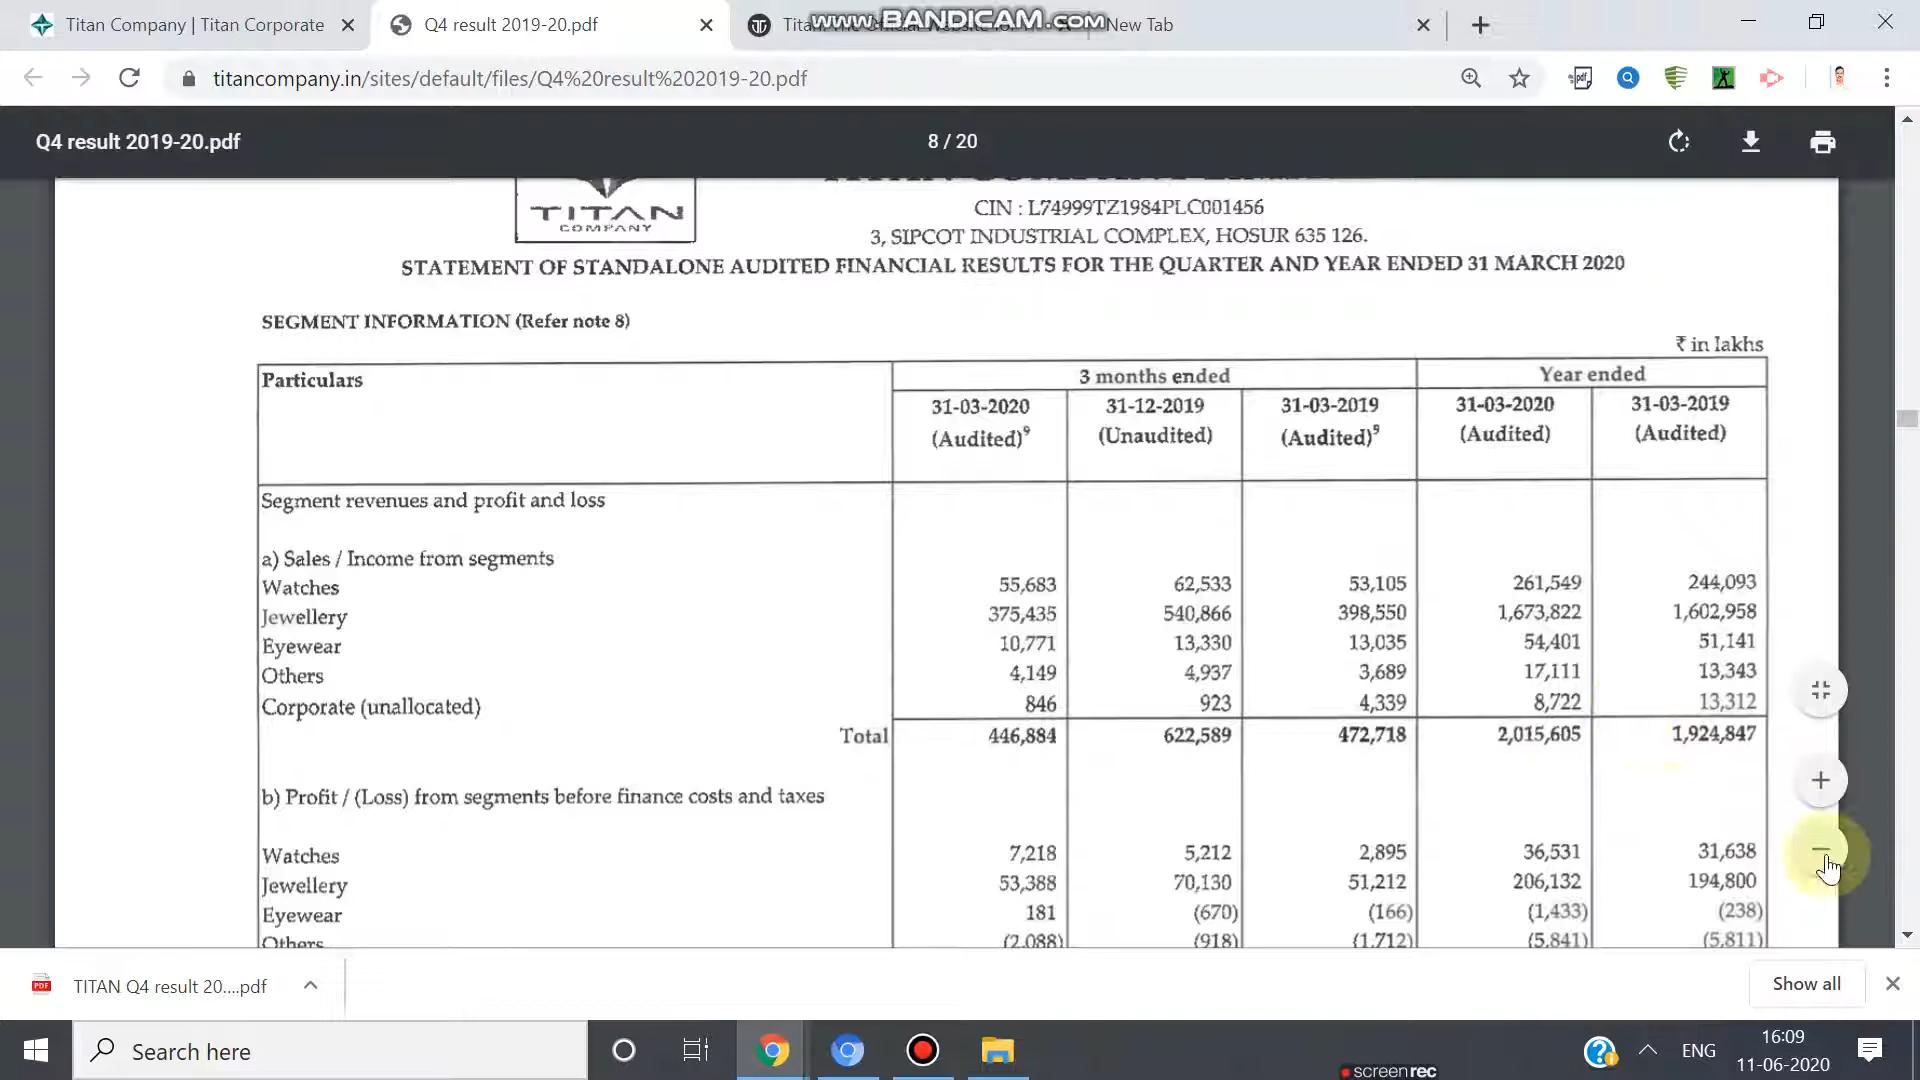 Titan Company | Titan Corporate
Q4 result 2019-20.pdf
www.BANDICAM.com
New Tab
titancompany.in/sites/default/files/Q4%20result%202019-20.pdf
Q4 result 2019-20.pdf
8 / 20
TITAN
COMPANY
CIN : L74999TZ1984PLC001456
3, SIPCOT INDUSTRIAL COMPLEX, HOSUR 635 126.
STATEMENT OF STANDALONE AUDITED FINANCIAL RESULTS FOR THE QUARTER AND YEAR ENDED 31 MARCH 2020
SEGMENT INFORMATION (Refer note 8)
₹ in lakhs
Particulars 3 months ended Year ended
31-03-2020 31-12-2019 31-03-2019 31-03-2020 31-03-2019
(Audited)⁹ (Unaudited) (Audited)⁹ (Audited) (Audited)
Segment revenues and profit and loss
a) Sales / Income from segments
Watches 55,683 62,533 53,105 261,549 244,093
Jewellery 375,435 540,866 398,550 1,673,822 1,602,958
Eyewear 10,771 13,330 13,035 54,401 51,141
Others 4,149 4,937 3,689 17,111 13,343
Corporate (unallocated) 846 923 4,339 8,722 13,312
Total 446,884 622,589 472,718 2,015,605 1,924,847
b) Profit / (Loss) from segments before finance costs and taxes
Watches 7,218 5,212 2,895 36,531 31,638
Jewellery 53,388 70,130 51,212 206,132 194,800
Eyewear 181 (670) (166) (1,433) (238)
Others (2,088) (918) (1,712) (5,841) (5,811)
TITAN Q4 result 20....pdf
Show all
Search here
ENG
16:09
11-06-2020
screenrec